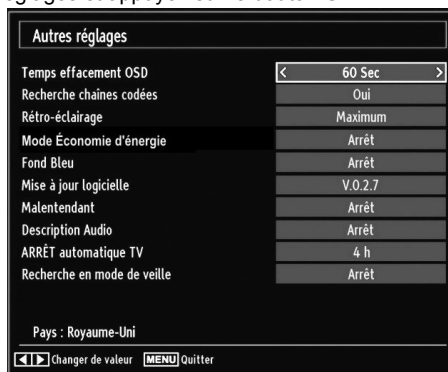 Autres réglages
Temps effacement OSD < 60 Sec >
Recherche chaînes codées Oui
Rétro-éclairage Maximum
Mode Économie d'énergie Arrêt
Fond Bleu Arrêt
Mise à jour logicielle V.0.2.7
Malentendant Arrêt
Description Audio Arrêt
ARRÊT automatique TV 4 h
Recherche en mode de veille Arrêt
Pays : Royaume-Uni
Changer de valeur MENU Quitter